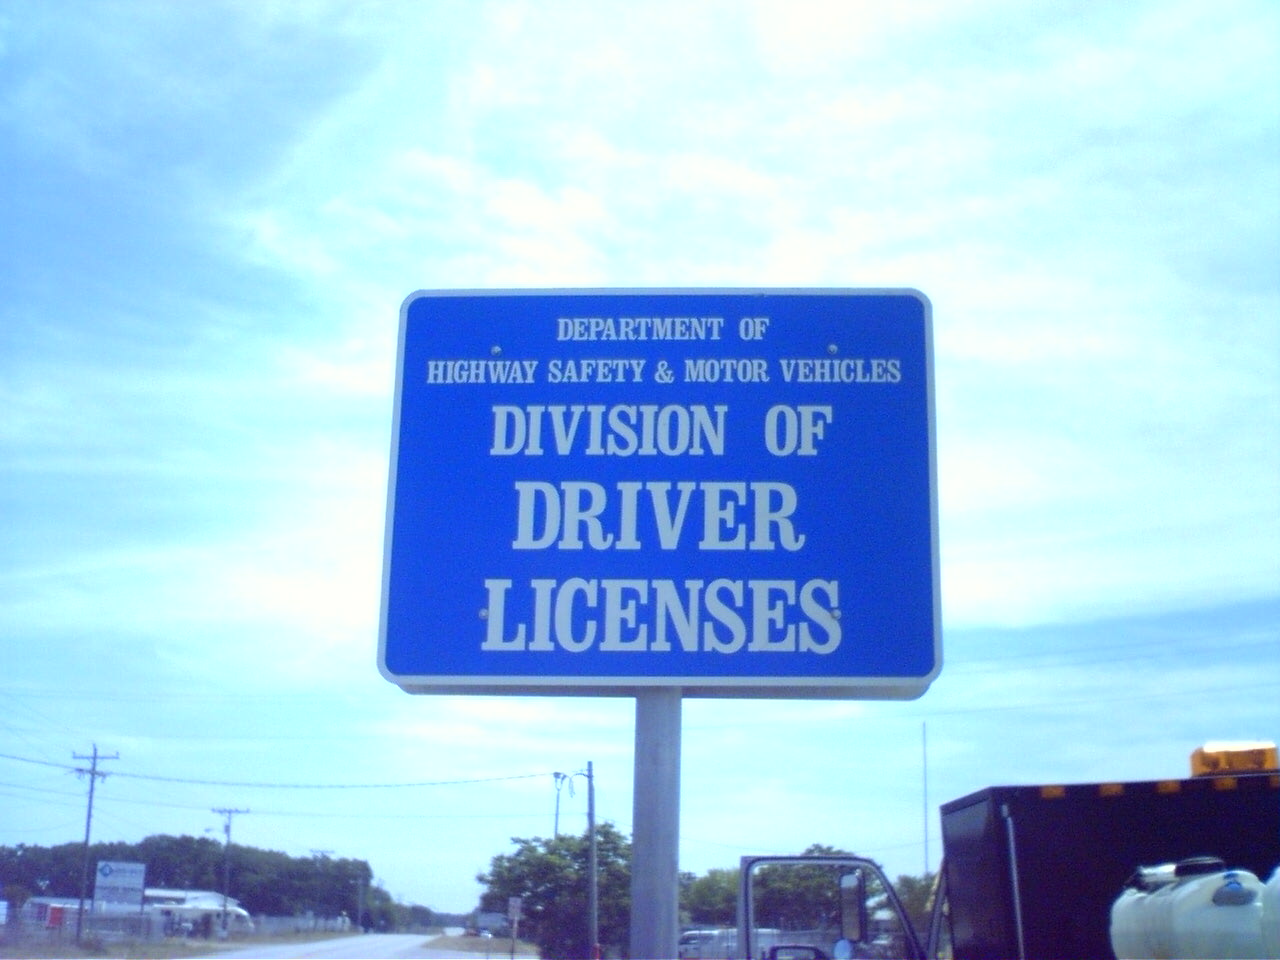 DEPARTMENT OF
HIGHWAY SAFETY & MOTOR VEHICLES
DIVISION OF
DRIVER
LICENSES